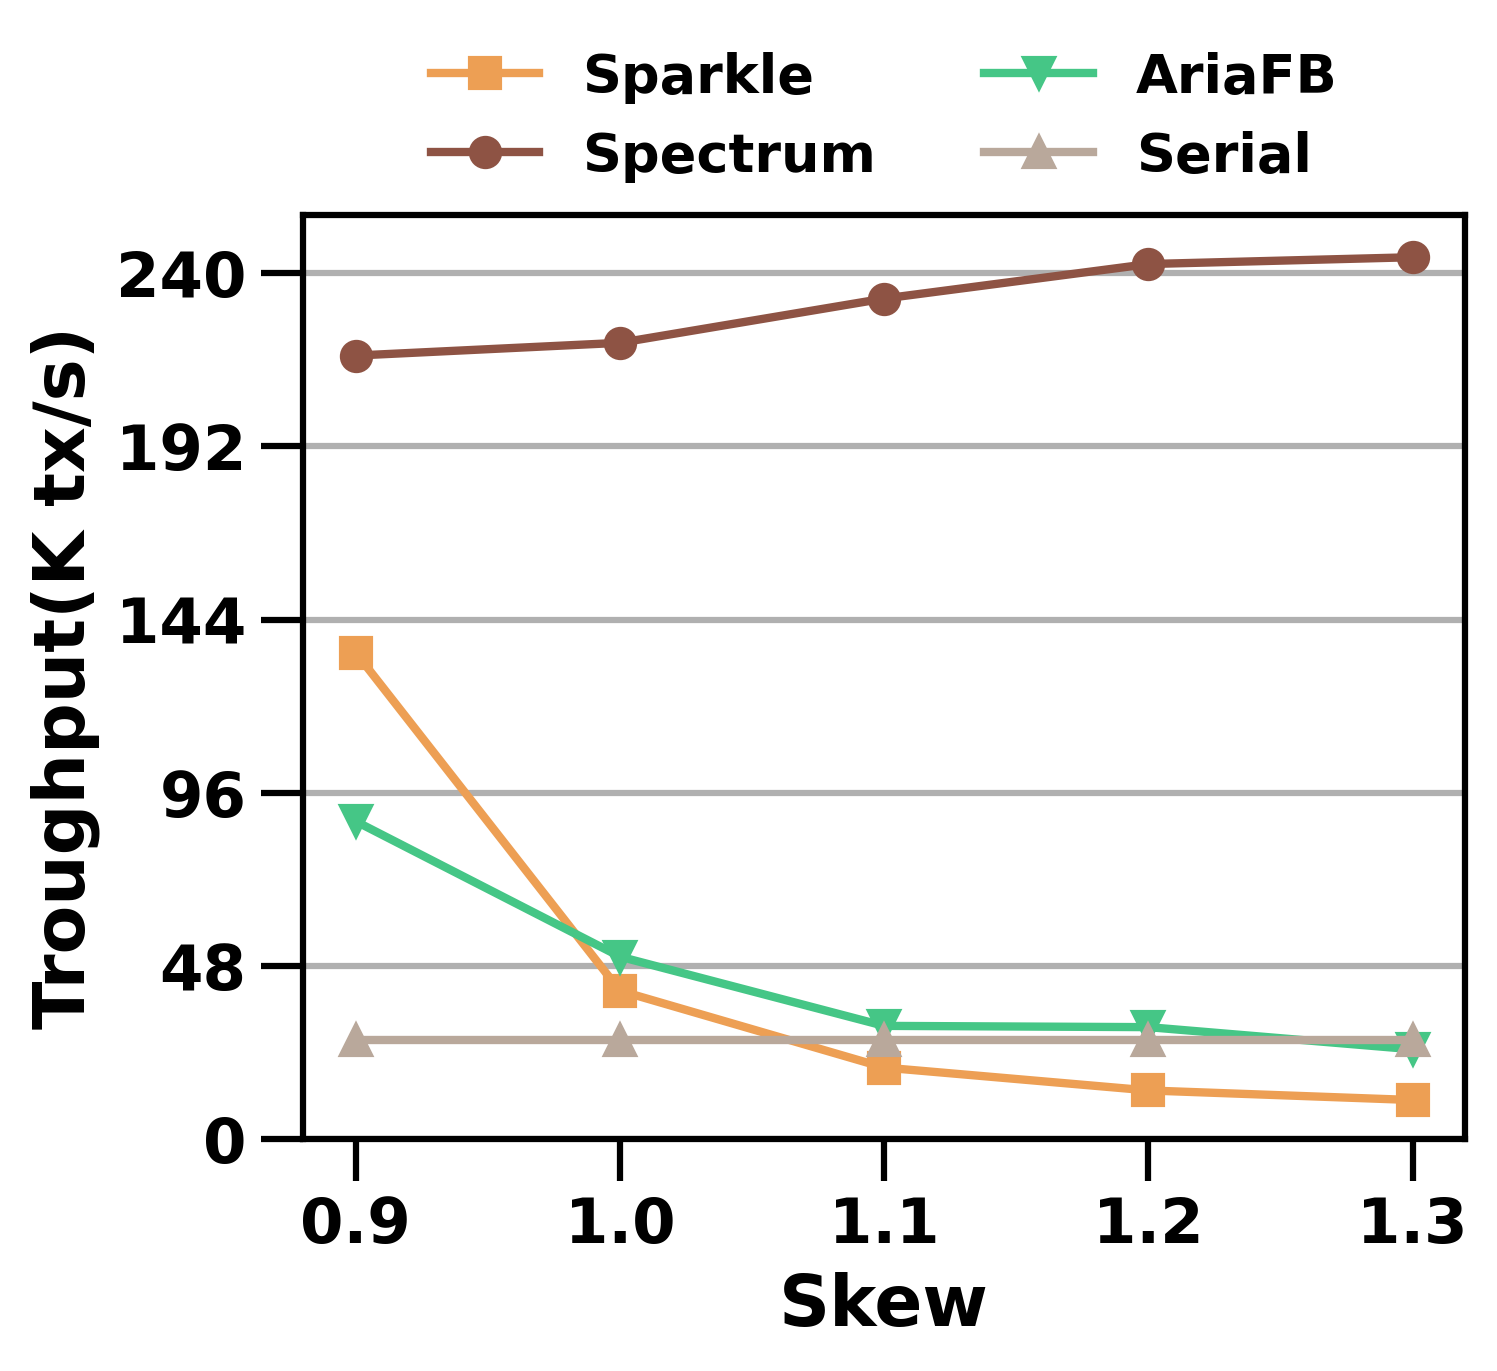 Sparkle
AriaFB
Spectrum
Serial
Troughput(K tx/s)
240
192
144
96
48
0
0.9 1.0 1.1 1.2 1.3
Skew